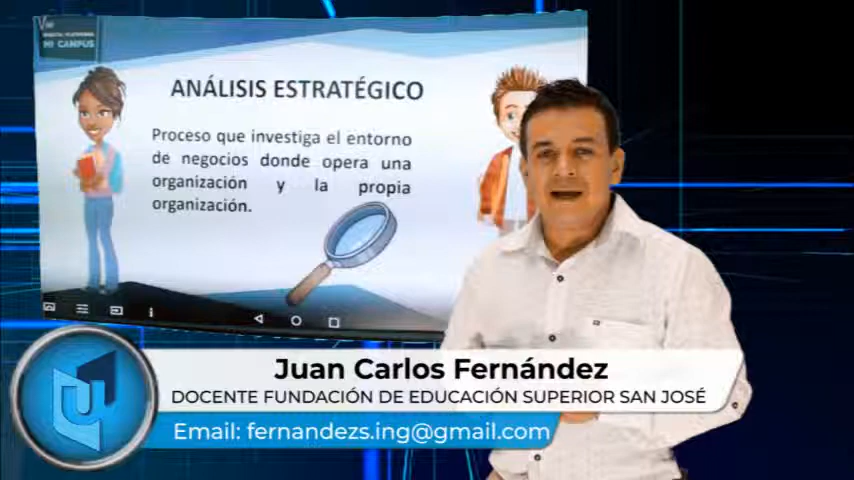 MI CAMPUS
ANÁLISIS ESTRATÉGICO
Proceso que investiga el entorno
de negocios donde opera una
organización y la propia
organización.
Juan Carlos Fernández
DOCENTE FUNDACIÓN DE EDUCACIÓN SUPERIOR SAN JOSÉ
Email: fernandezs.ing@gmail.com